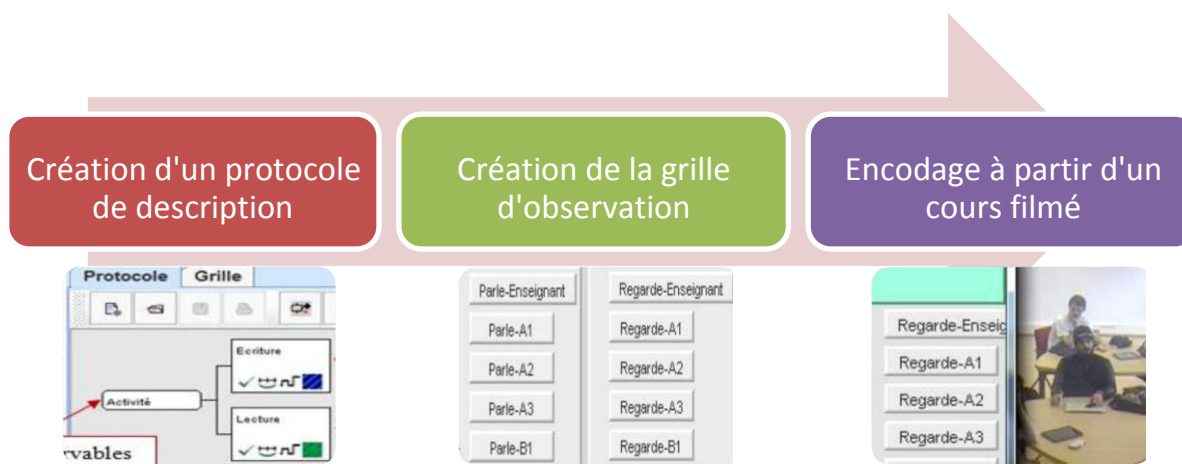 Création d'un protocole
de description
Création de la grille
d'observation
Encodage à partir d'un
cours filmé
Protocole Grille
Ecriture
Activité
Lecture
rvables
Parle-Enseignant
Parle-A1
Parle-A2
Parle-A3
Parle-B1
Regarde-Enseignant
Regarde-A1
Regarde-A2
Regarde-A3
Regarde-B1
Regarde-Enseig
Regarde-A1
Regarde-A2
Regarde-A3